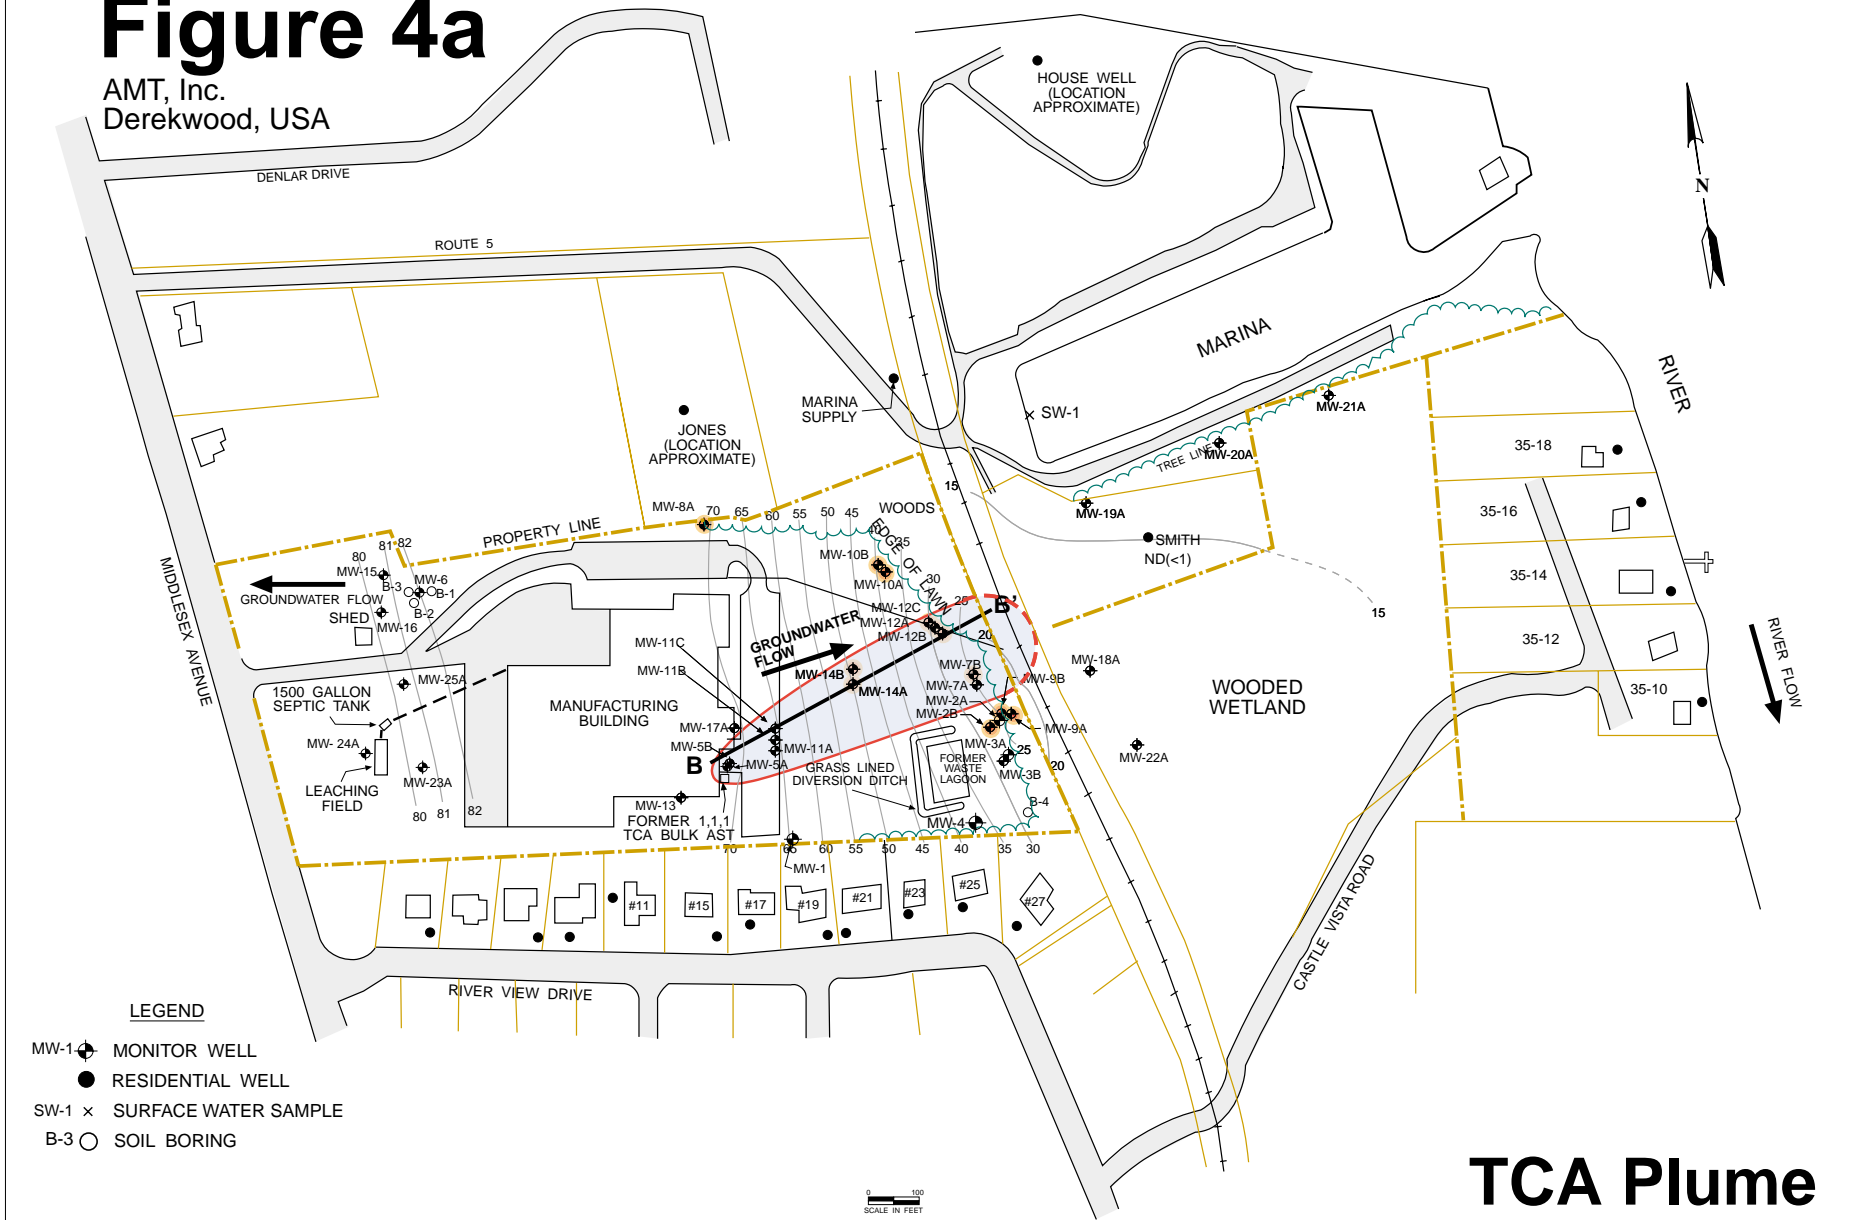 Figure 4a
AMT, Inc.
Derekwood, USA
DENLAR DRIVE
ROUTE 5
HOUSE WELL
(LOCATION
APPROXIMATE)
N
MARINA
RIVER
MARINA
SUPPLY
SW-1
JONES
(LOCATION
APPROXIMATE)
MW-21A
MW-20A
TREE LINE
MW-19A
SMITH
ND(<1)
15
15
35-18
35-16
35-14
35-12
35-10
RIVER FLOW
MW-8A
70
65
60
55
50
45
40
35
30
25
20
WOODS
EDGE OF LAWN
PROPERTY LINE
MIDDLESEX AVENUE
80
81
82
MW-15
B-3
MW-6
B-1
B-2
GROUNDWATER FLOW
SHED
MW-16
MW-10B
MW-10A
MW-12C
MW-12A
MW-12B
B'
GROUNDWATER
FLOW
MW-11C
MW-11B
MW-14B
MW-14A
MW-7B
MW-7A
MW-9B
MW-2A
MW-2B
MW-9A
MW-18A
WOODED
WETLAND
MW-22A
MW-25A
1500 GALLON
SEPTIC TANK
MANUFACTURING
BUILDING
MW-17A
MW-5B
MW-5A
MW-11A
B
MW-24A
MW-23A
LEACHING
FIELD
80
81
82
MW-13
FORMER 1,1,1
TCA BULK AST
GRASS LINED
DIVERSION DITCH
FORMER
WASTE
LAGOON
MW-3A
25
MW-3B
20
B-4
MW-4
70
65
60
55
50
45
40
35
30
MW-1
#11
#15
#17
#19
#21
#23
#25
#27
RIVER VIEW DRIVE
CASTLE VISTA ROAD
LEGEND
MW-1 MONITOR WELL
RESIDENTIAL WELL
SW-1 × SURFACE WATER SAMPLE
B-3 SOIL BORING
0 100
SCALE IN FEET
TCA Plume